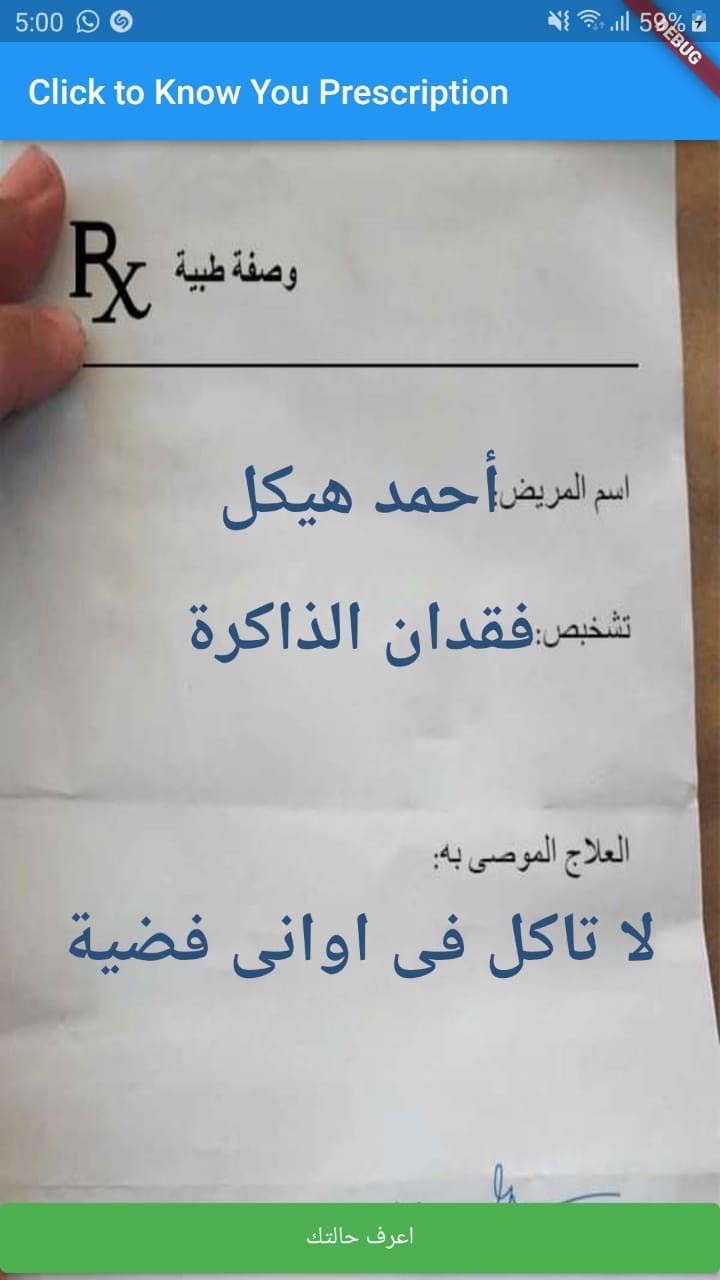 5:00 59%
DEBUG
Click to Know You Prescription
Rx وصفة طبية
اسم المريض: أحمد هيكل
تشخبص: فقدان الذاكرة
العلاج الموصى به:
لا تاكل فى اوانى فضية
اعرف حالتك